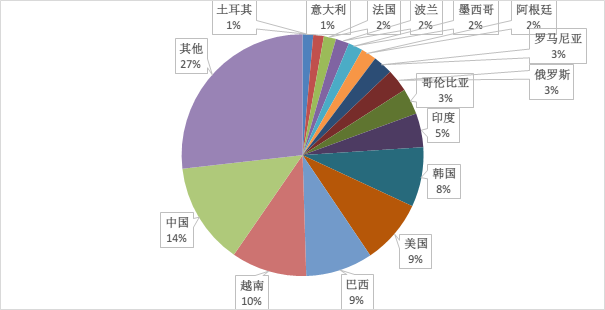 土耳其
1%
意大利
1%
法国
2%
波兰
2%
墨西哥
2%
阿根廷
2%
罗马尼亚
3%
俄罗斯
3%
哥伦比亚
3%
印度
5%
韩国
8%
美国
9%
巴西
9%
越南
10%
中国
14%
其他
27%